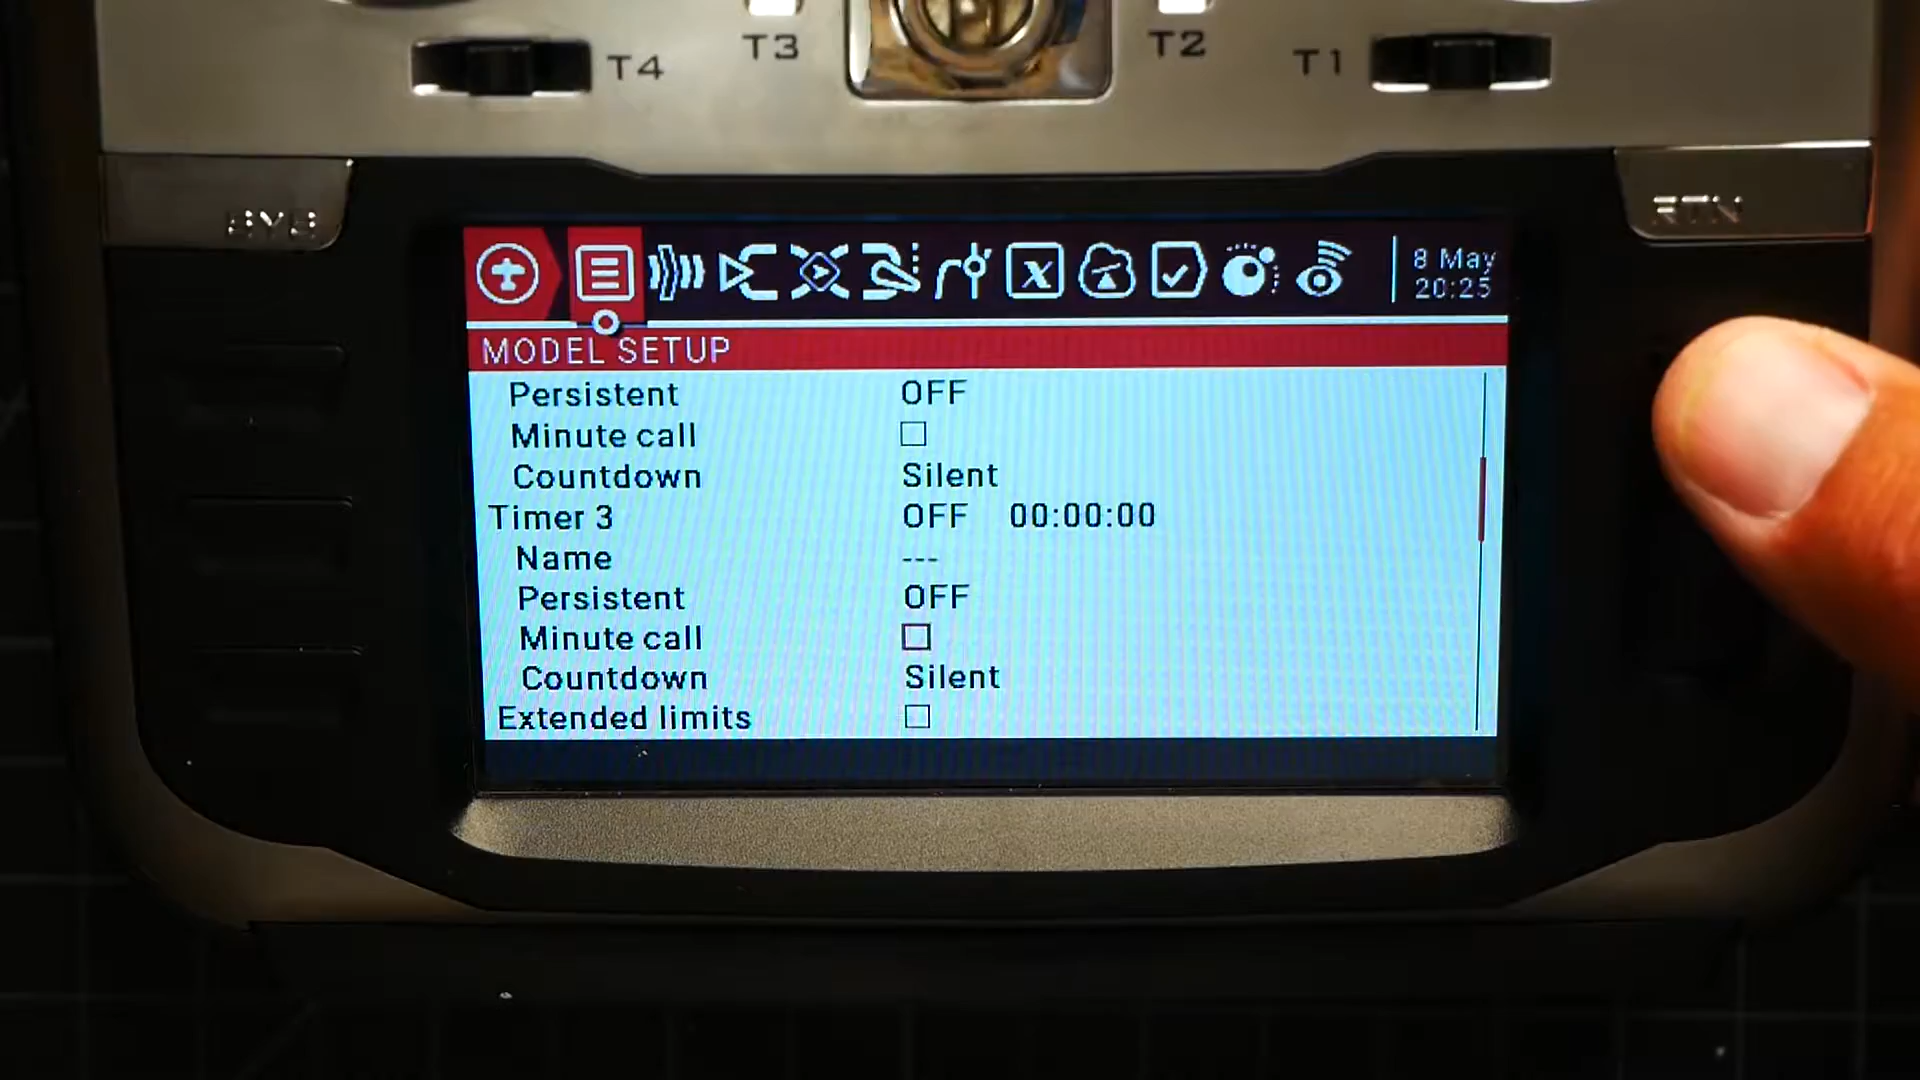 T4
T3
T2
T1
SYS
RTN
8 May
20:25
MODEL SETUP
Persistent OFF
Minute call
Countdown Silent
Timer 3 OFF 00:00:00
Name ---
Persistent OFF
Minute call
Countdown Silent
Extended limits